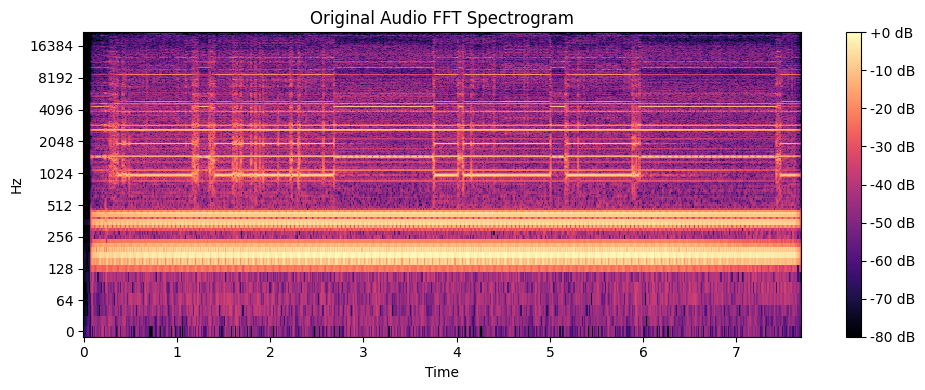 Original Audio FFT Spectrogram
16384
8192
4096
2048
1024
512
256
128
64
0
Hz
0 1 2 3 4 5 6 7
Time
+0 dB
-10 dB
-20 dB
-30 dB
-40 dB
-50 dB
-60 dB
-70 dB
-80 dB